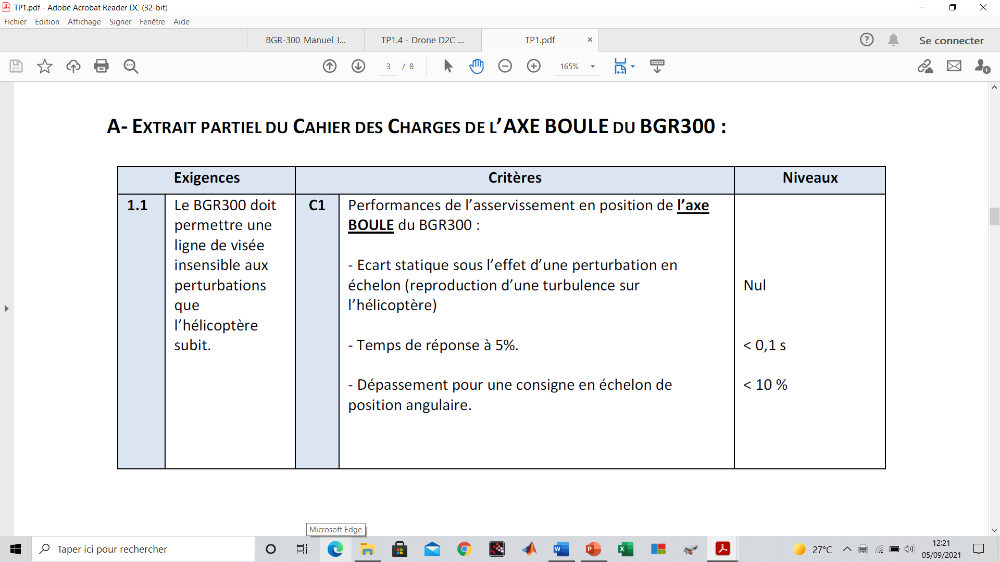 TP1.pdf - Adobe Acrobat Reader DC (32-bit)
Fichier Edition Affichage Signer Fenêtre Aide
BGR-300_Manuel_I... TP1.4 - Drone D2C ... TP1.pdf Se connecter
3 / 8 165%
A- EXTRAIT PARTIEL DU CAHIER DES CHARGES DE L’AXE BOULE DU BGR300 :
Exigences Critères Niveaux
1.1
Le BGR300 doit
permettre une
ligne de visée
insensible aux
perturbations
que
l’hélicoptère
subit.
C1
Performances de l’asservissement en position de l’axe
BOULE du BGR300 :
- Ecart statique sous l’effet d’une perturbation en
échelon (reproduction d’une turbulence sur
l’hélicoptère)
- Temps de réponse à 5%.
- Dépassement pour une consigne en échelon de
position angulaire.
Nul
< 0,1 s
< 10 %
Microsoft Edge
Taper ici pour rechercher
27°C
12:21
05/09/2021